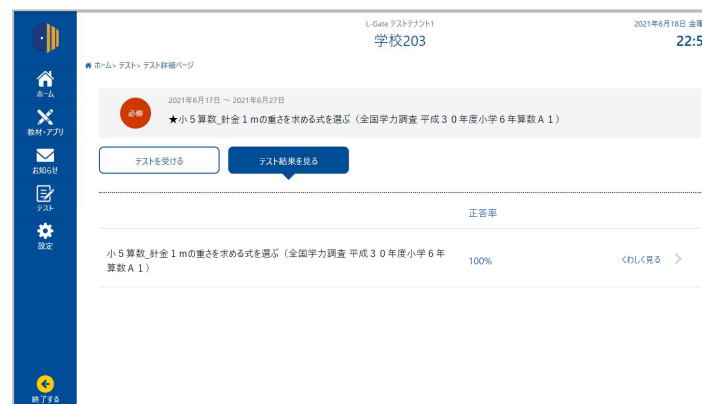 L-Gate テストテナント1
学校203
2021年6月18日 金曜
22:5
ホーム
教材・アプリ
お知らせ
テスト
設定
終了する
ホーム> テスト> テスト詳細ページ
必修
2021年6月17日 ～ 2021年6月27日
★小５算数_針金１ｍの重さを求める式を選ぶ（全国学力調査 平成３０年度小学６年算数Ａ１）
テストを受ける
テスト結果を見る
正答率
小５算数_針金１ｍの重さを求める式を選ぶ（全国学力調査 平成３０年度小学６年
算数Ａ１）
100%
くわしく見る